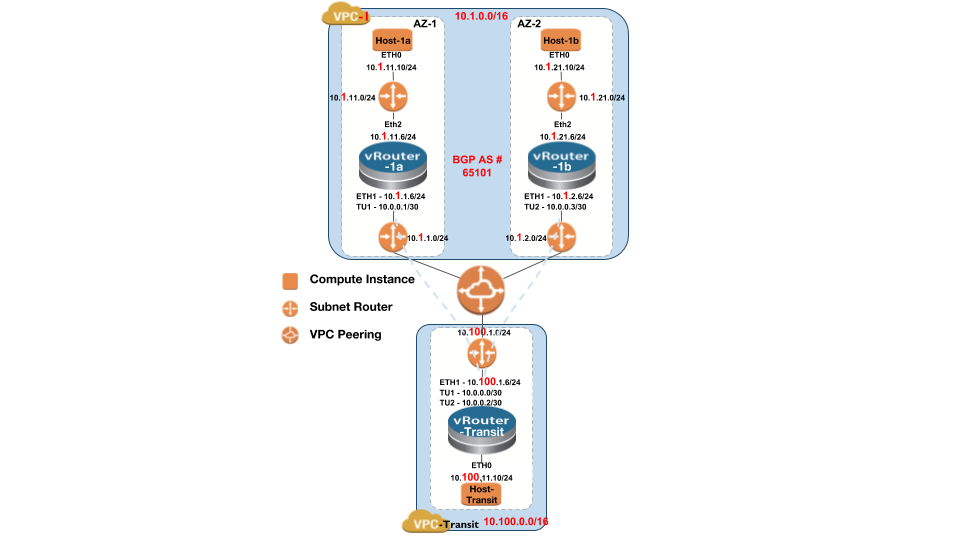 VPC-1
10.1.0.0/16
AZ-1
AZ-2
Host-1a
Host-1b
ETH0
ETH0
10.1.11.10/24
10.1.21.10/24
10.1.11.0/24
10.1.21.0/24
Eth2
Eth2
10.1.11.6/24
10.1.21.6/24
vRouter
-1a
BGP AS #
65101
vRouter
-1b
ETH1 - 10.1.1.6/24
TU1 - 10.0.0.1/30
ETH1 - 10.1.2.6/24
TU2 - 10.0.0.3/30
10.1.1.0/24
10.1.2.0/24
Compute Instance
Subnet Router
VPC Peering
10.100.1.0/24
ETH1 - 10.100.1.6/24
TU1 - 10.0.0.0/30
TU2 - 10.0.0.2/30
vRouter
-Transit
ETH0
10.100.11.10/24
Host-
Transit
VPC-Transit
10.100.0.0/16